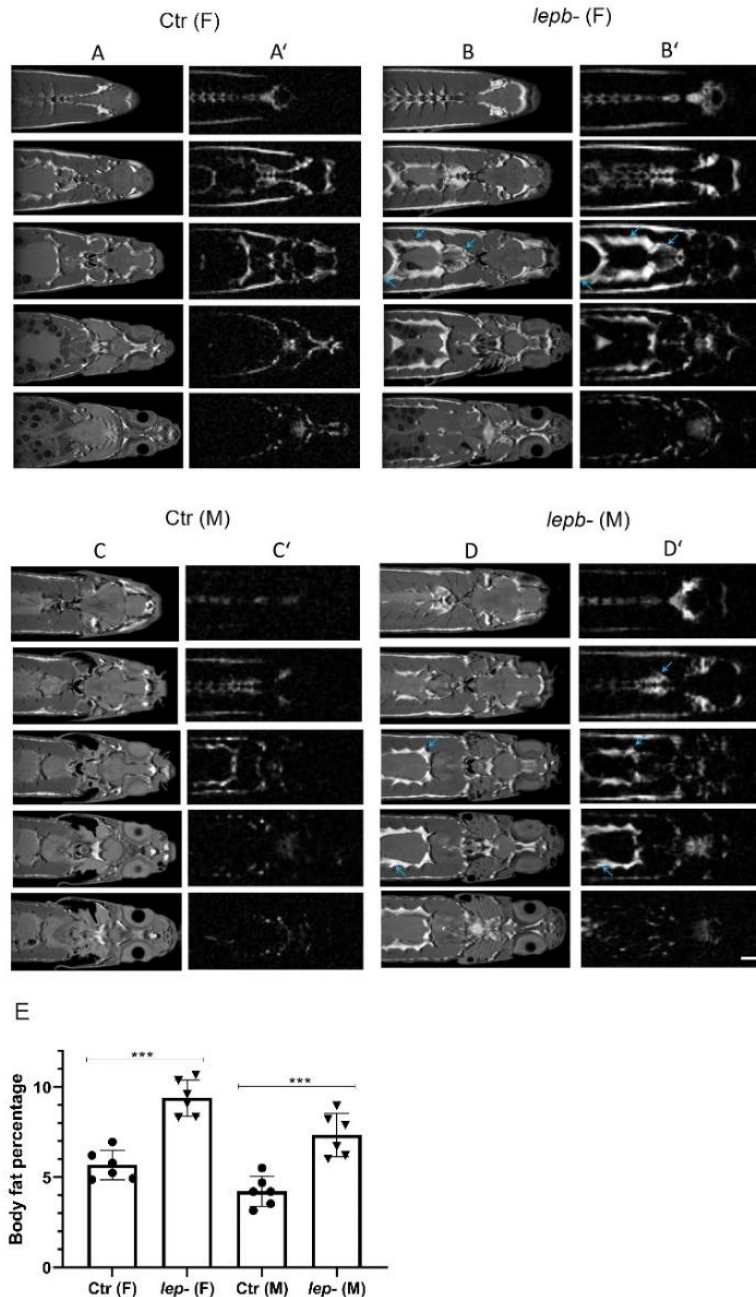 Ctr (F) lepb- (F)
A A‘ B B‘
Ctr (M) lepb- (M)
C C‘ D D‘
E
*** ***
Body fat percentage
10
5
0
Ctr (F) lep- (F) Ctr (M) lep- (M)